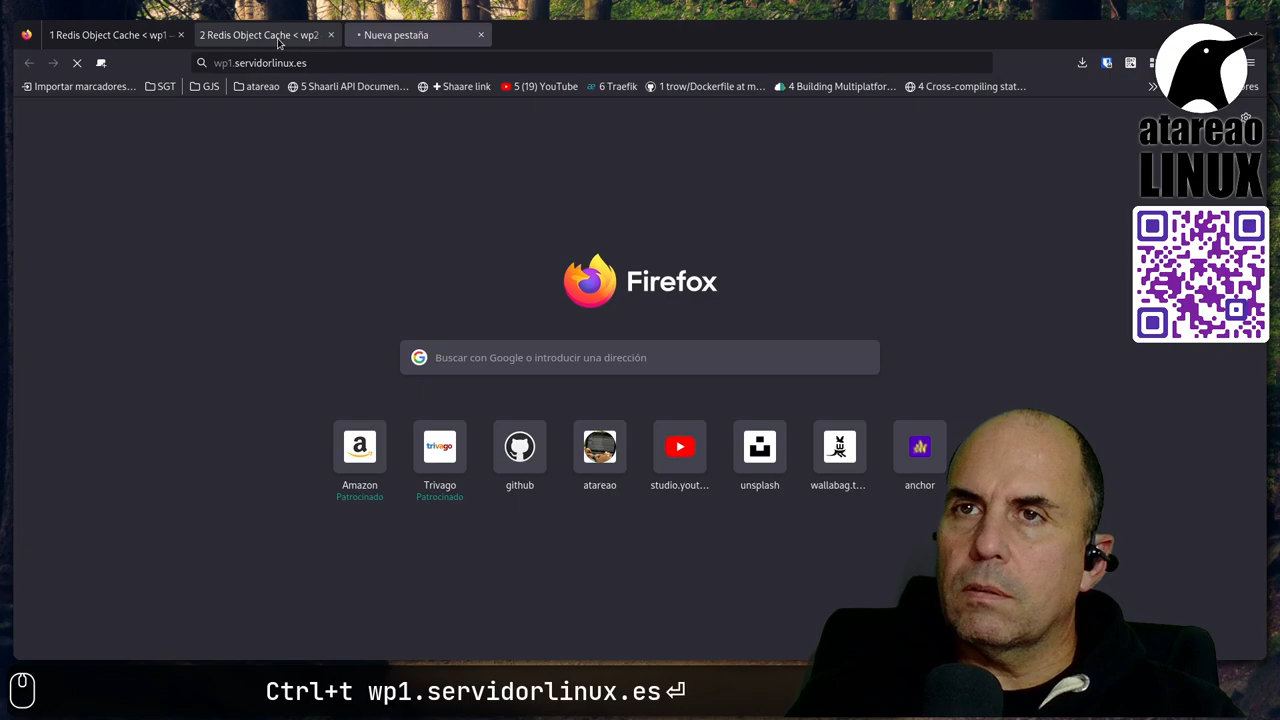 1 Redis Object Cache < wp1 —
2 Redis Object Cache < wp2
Nueva pestaña
wp1.servidorlinux.es
Importar marcadores...
SGT
GJS
atareao
5 Shaarli API Documen...
Shaare link
5 (19) YouTube
6 Traefik
1 trow/Dockerfile at m...
4 Building Multiplatfor...
4 Cross-compiling stat...
atareao
LINUX
Firefox
Buscar con Google o introducir una dirección
Amazon
Patrocinado
Trivago
Patrocinado
github
atareao
studio.yout...
unsplash
wallabag.t...
anchor
trivago
Ctrl+t wp1.servidorlinux.es⏎